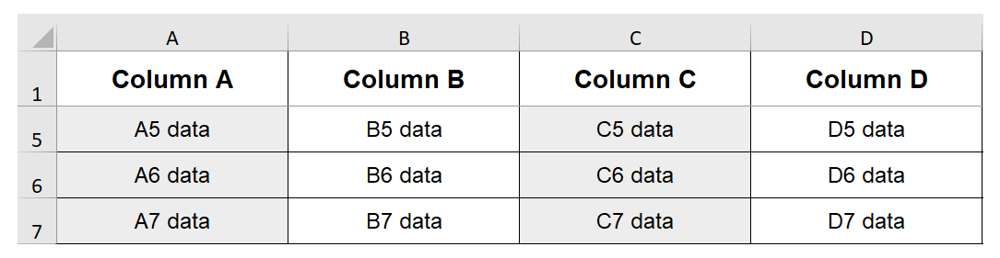 A B C D
1 Column A Column B Column C Column D
5 A5 data B5 data C5 data D5 data
6 A6 data B6 data C6 data D6 data
7 A7 data B7 data C7 data D7 data